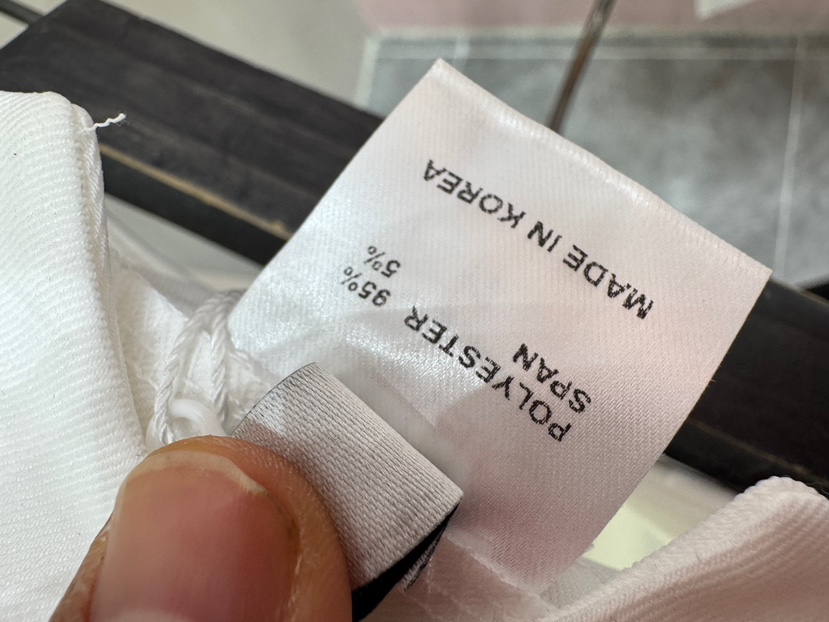 POLYESTER 95%
SPAN 5%
MADE IN KOREA